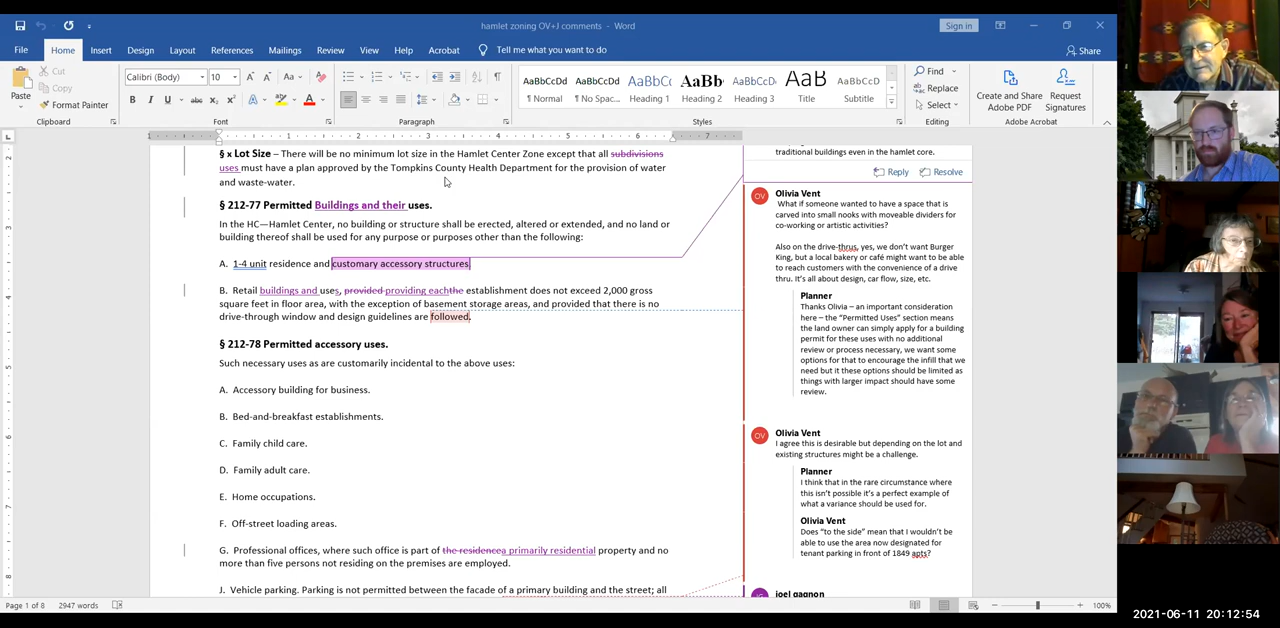 hamlet zoning OV+J comments - Word
Sign in
File Home Insert Design Layout References Mailings Review View Help Acrobat Tell me what you want to do
Share
Paste
Cut
Copy
Format Painter
Calibri (Body) 10
Aa
B I U abc x₂ x²
AaBbCcDd AaBbCcDd AaBbCc AaBb AaBbCcD AaB AaBbCcD
¶ Normal ¶ No Spac... Heading 1 Heading 2 Heading 3 Title Subtitle
Find
Replace
Select
Create and Share
Adobe PDF
Request
Signatures
Clipboard Font Paragraph Styles Editing Adobe Acrobat
1 2 3 4 5 6 7
§ x Lot Size – There will be no minimum lot size in the Hamlet Center Zone except that all subdivisions
uses must have a plan approved by the Tompkins County Health Department for the provision of water
and waste-water.
§ 212-77 Permitted Buildings and their uses.
In the HC—Hamlet Center, no building or structure shall be erected, altered or extended, and no land or
building thereof shall be used for any purpose or purposes other than the following:
A. 1-4 unit residence and customary accessory structures
B. Retail buildings and uses, provided providing eachthe establishment does not exceed 2,000 gross
square feet in floor area, with the exception of basement storage areas, and provided that there is no
drive-through window and design guidelines are followed.
§ 212-78 Permitted accessory uses.
Such necessary uses as are customarily incidental to the above uses:
A. Accessory building for business.
B. Bed-and-breakfast establishments.
C. Family child care.
D. Family adult care.
E. Home occupations.
F. Off-street loading areas.
G. Professional offices, where such office is part of the residencea primarily residential property and no
more than five persons not residing on the premises are employed.
J. Vehicle parking. Parking is not permitted between the facade of a primary building and the street; all
traditional buildings even in the hamlet core.
Reply Resolve
OV
Olivia Vent
What if someone wanted to have a space that is
carved into small nooks with moveable dividers for
co-working or artistic activities?
Also on the drive-thrus, yes, we don't want Burger
King, but a local bakery or café might want to be able
to reach customers with the convenience of a drive
thru. It's all about design, car flow, size, etc.
Planner
Thanks Olivia – an important consideration
here – the "Permitted Uses" section means
the land owner can simply apply for a building
permit for these uses with no additional
review or process necessary, we want some
options for that to encourage the infill that we
need but it these options should be limited as
things with larger impact should have some
review.
OV
Olivia Vent
I agree this is desirable but depending on the lot and
existing structures might be a challenge.
Planner
I think that in the rare circumstance where
this isn't possible it's a perfect example of
what a variance should be used for.
Olivia Vent
Does "to the side" mean that I wouldn't be
able to use the area now designated for
tenant parking in front of 1849 apts?
joel gagnon
Page 1 of 8 2947 words
100%
2021-06-11 20:12:54